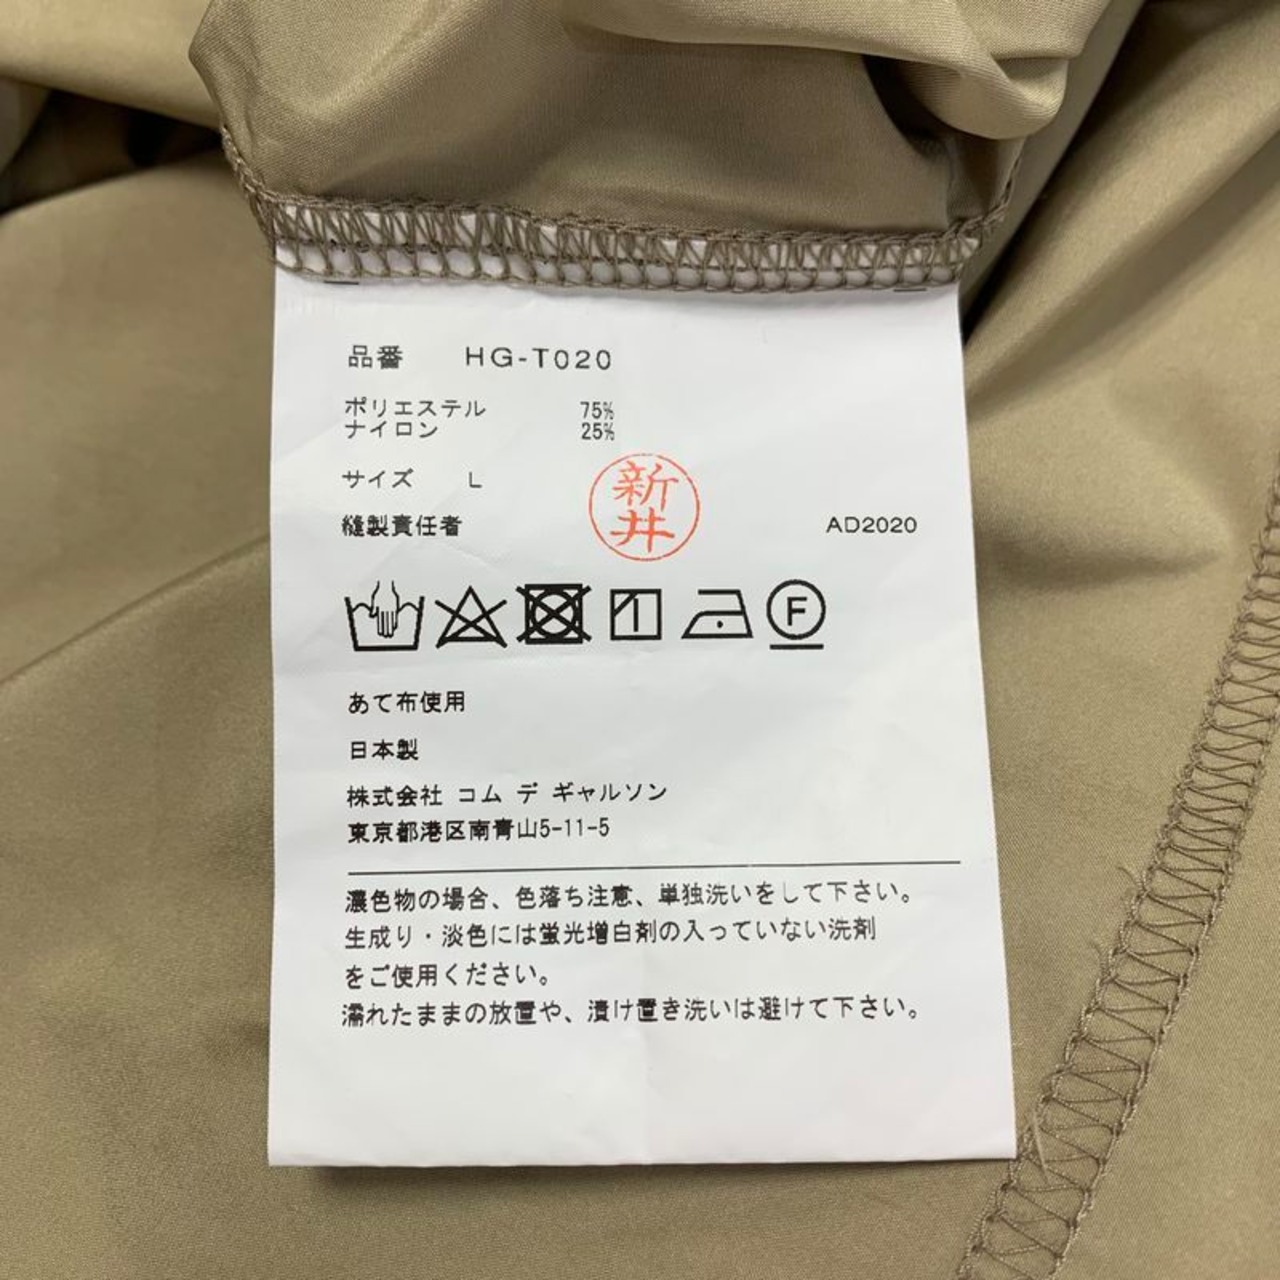 品番 HG-T020
ポリエステル 75%
ナイロン 25%
サイズ L
縫製責任者 新井 AD2020
F
あて布使用
日本製
株式会社 コム デ ギャルソン
東京都港区南青山5-11-5
濃色物の場合、色落ち注意、単独洗いをして下さい。
生成り・淡色には蛍光増白剤の入っていない洗剤
をご使用ください。
濡れたままの放置や、漬け置き洗いは避けて下さい。